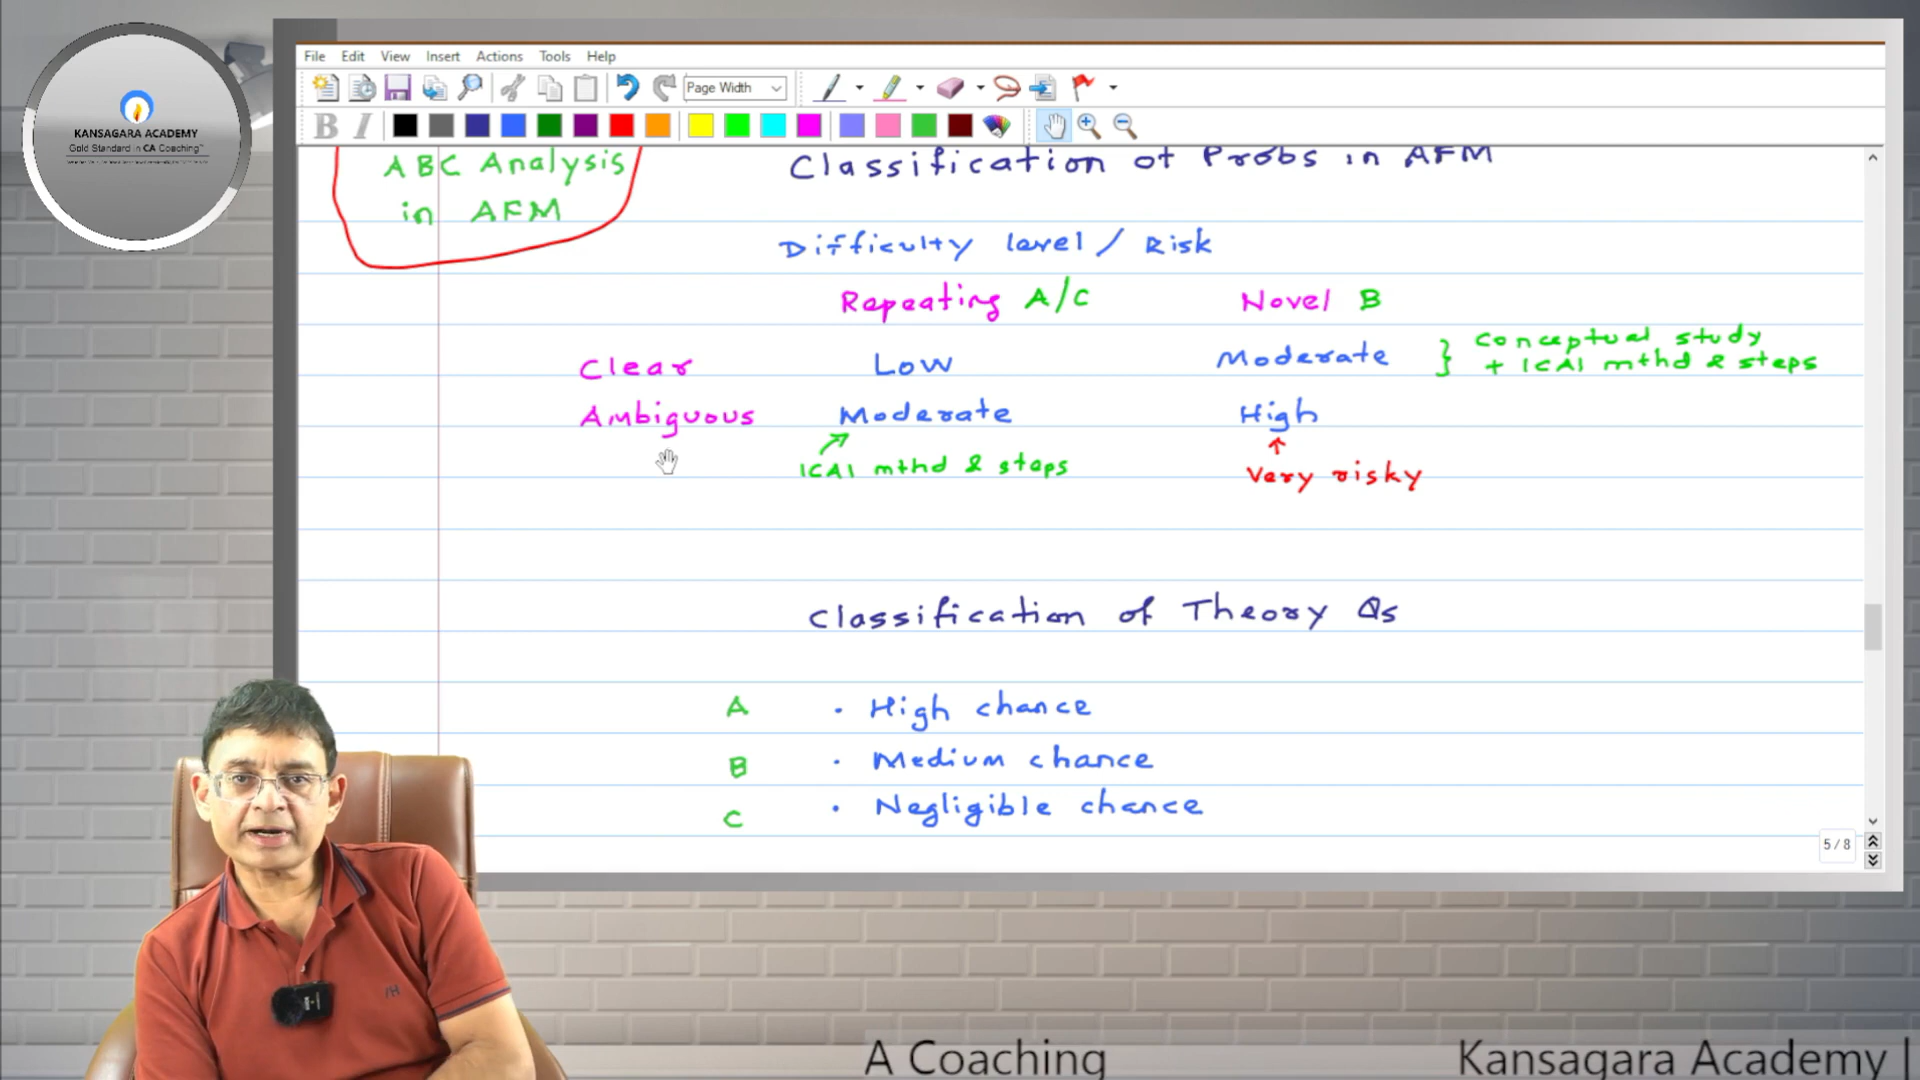 KANSAGARA ACADEMY
Gold Standard in CA Coaching™
File Edit View Insert Actions Tools Help
Page Width
B I
ABC Analysis
in AFM
Classification of Probs in AFM
Difficulty level / Risk
Repeating A/C Novel B
Clear Low Moderate } Conceptual study
+ ICAI mthd & steps
Ambiguous Moderate High
ICAI mthd & steps Very risky
Classification of Theory Qs
A · High chance
B · Medium chance
C · Negligible chance
5 / 8
A Coaching
Kansagara Academy |